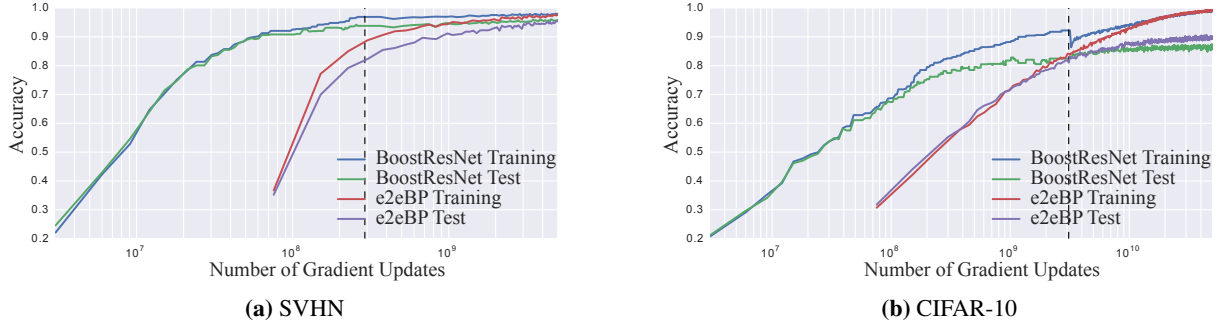 1.0
0.9
0.8
0.7
0.6
0.5
0.4
0.3
0.2
Accuracy
BoostResNet Training
BoostResNet Test
e2eBP Training
e2eBP Test
10^7 10^8 10^9
Number of Gradient Updates
(a) SVHN
1.0
0.9
0.8
0.7
0.6
0.5
0.4
0.3
0.2
Accuracy
BoostResNet Training
BoostResNet Test
e2eBP Training
e2eBP Test
10^7 10^8 10^9 10^10
Number of Gradient Updates
(b) CIFAR-10